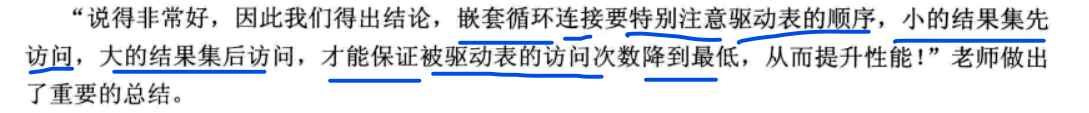 “说得非常好，因此我们得出结论，嵌套循环连接要特别注意驱动表的顺序，小的结果集先
访问，大的结果集后访问，才能保证被驱动表的访问次数降到最低，从而提升性能！”老师做出
了重要的总结。